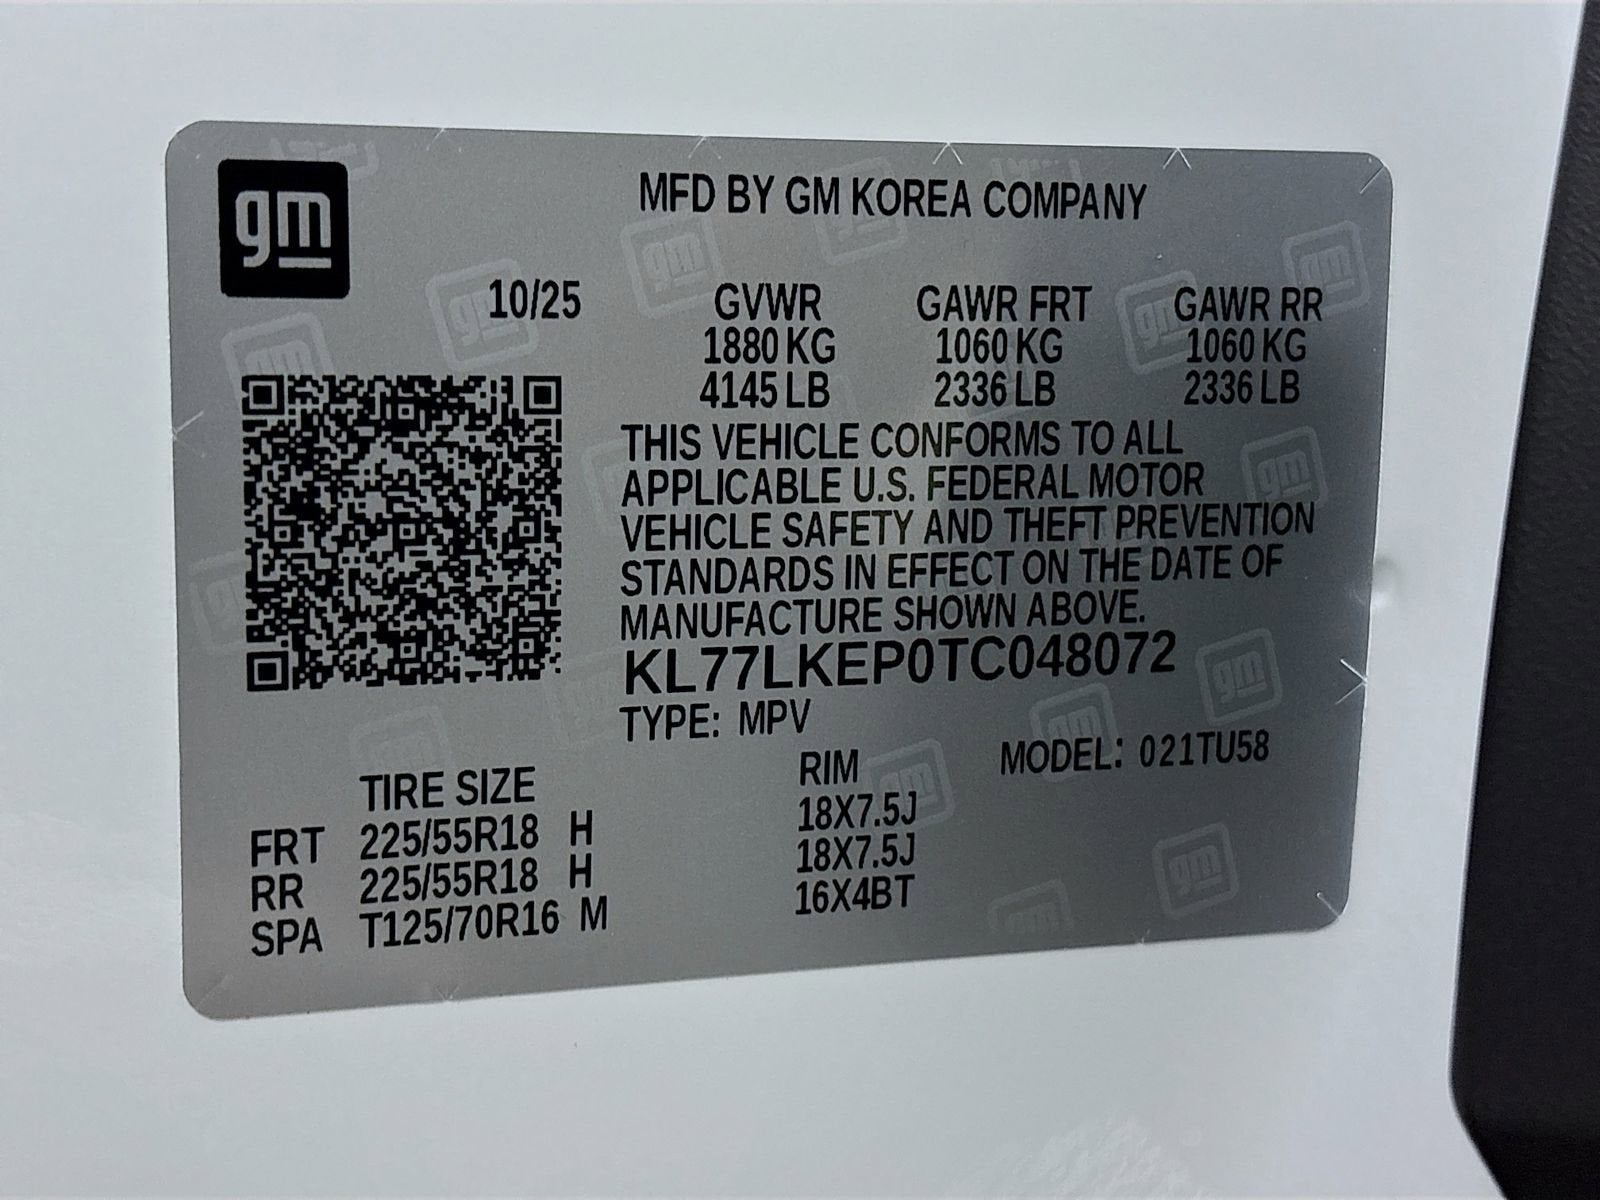 gm
MFD BY GM KOREA COMPANY
10/25 GVWR GAWR FRT GAWR RR
1880 KG 1060 KG 1060 KG
4145 LB 2336 LB 2336 LB
THIS VEHICLE CONFORMS TO ALL
APPLICABLE U.S. FEDERAL MOTOR
VEHICLE SAFETY AND THEFT PREVENTION
STANDARDS IN EFFECT ON THE DATE OF
MANUFACTURE SHOWN ABOVE.
KL77LKEP0TC048072
TYPE: MPV
MODEL: 021TU58
TIRE SIZE RIM
FRT 225/55R18 H 18X7.5J
RR 225/55R18 H 18X7.5J
SPA T125/70R16 M 16X4BT